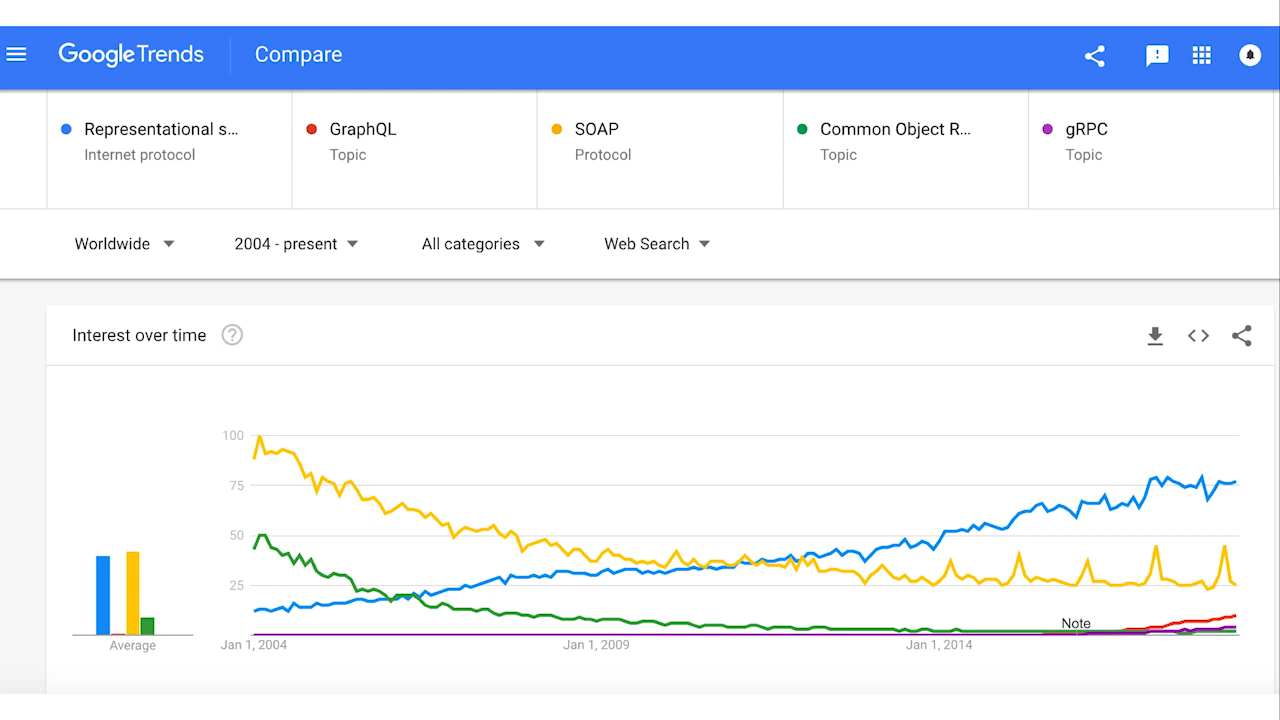 Google Trends Compare
Representational s... GraphQL SOAP Common Object R... gRPC
Internet protocol Topic Protocol Topic Topic
Worldwide 2004 - present All categories Web Search
Interest over time ?
100
75
50
25
Note
Average Jan 1, 2004 Jan 1, 2009 Jan 1, 2014